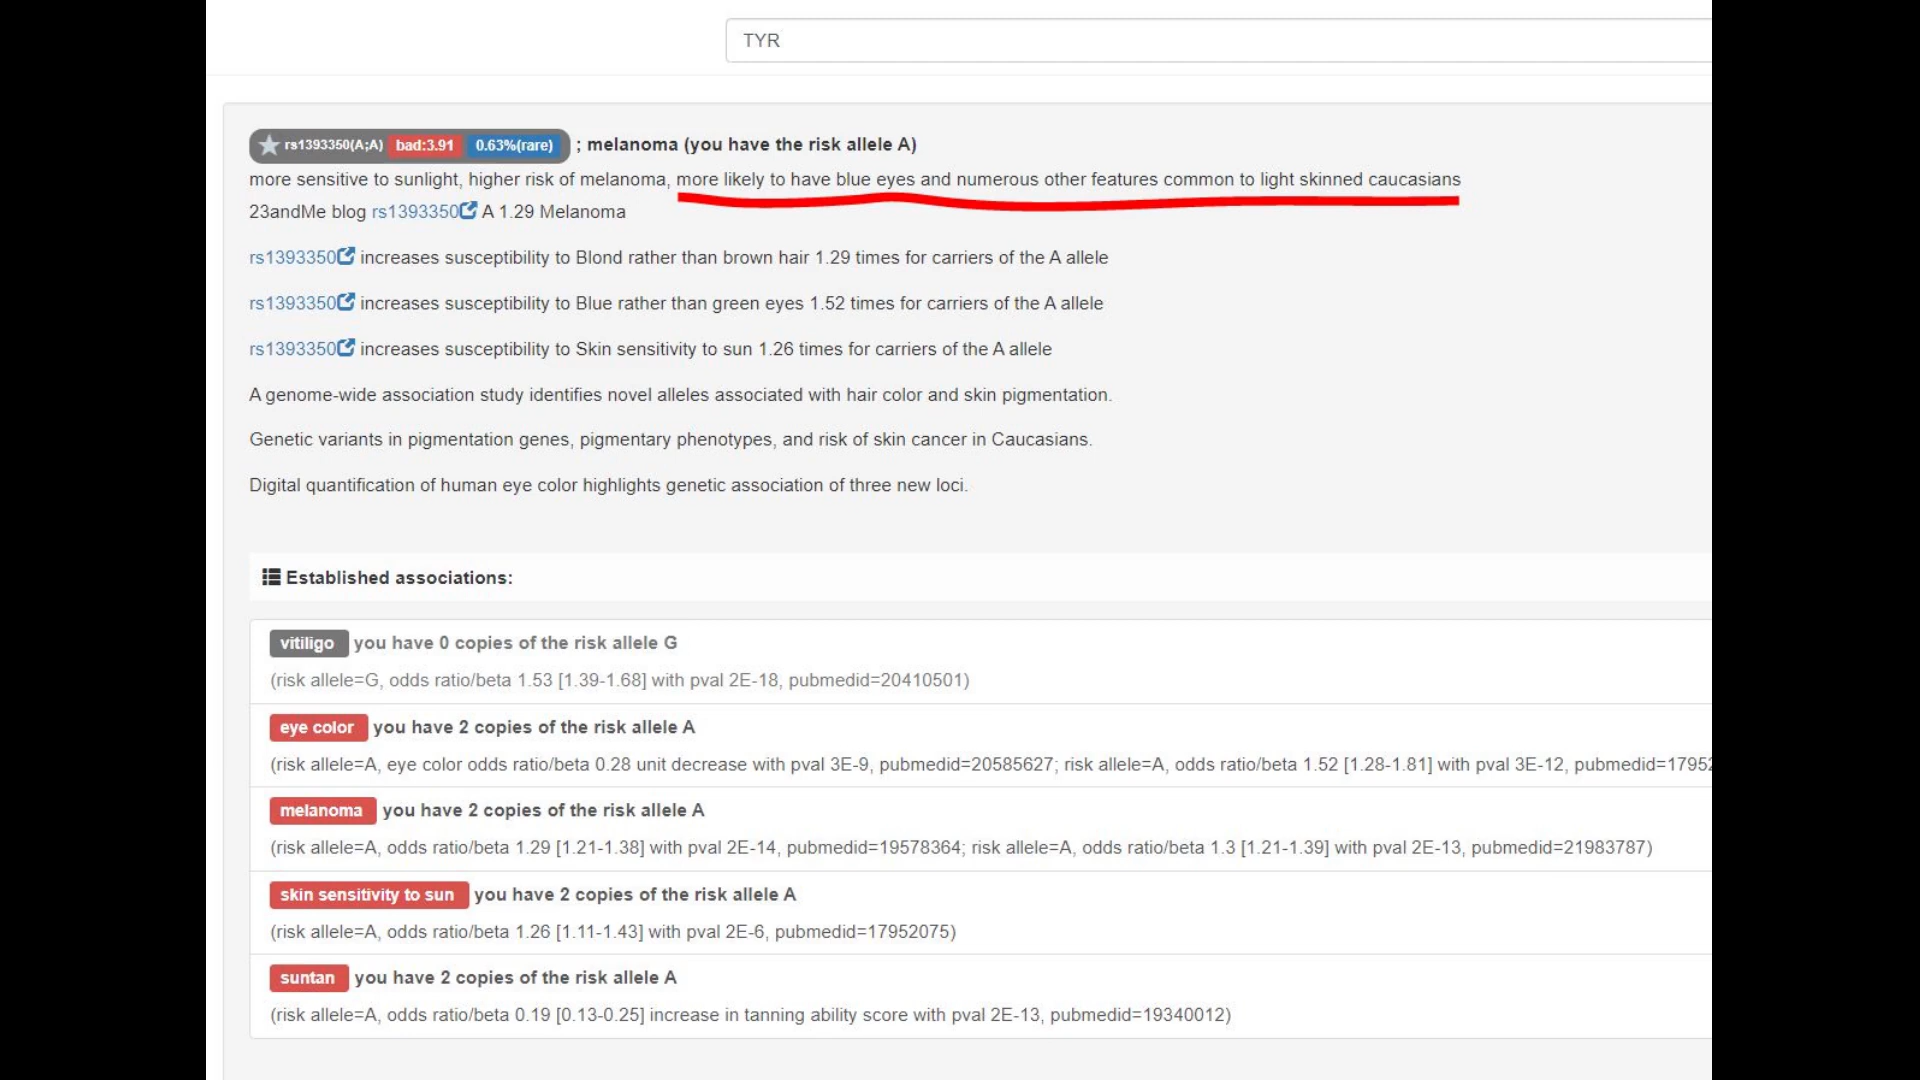 TYR
rs1393350(A;A) bad:3.91 0.63%(rare) ; melanoma (you have the risk allele A)
more sensitive to sunlight, higher risk of melanoma, more likely to have blue eyes and numerous other features common to light skinned caucasians
23andMe blog rs1393350 A 1.29 Melanoma
rs1393350 increases susceptibility to Blond rather than brown hair 1.29 times for carriers of the A allele
rs1393350 increases susceptibility to Blue rather than green eyes 1.52 times for carriers of the A allele
rs1393350 increases susceptibility to Skin sensitivity to sun 1.26 times for carriers of the A allele
A genome-wide association study identifies novel alleles associated with hair color and skin pigmentation.
Genetic variants in pigmentation genes, pigmentary phenotypes, and risk of skin cancer in Caucasians.
Digital quantification of human eye color highlights genetic association of three new loci.
Established associations:
vitiligo you have 0 copies of the risk allele G
(risk allele=G, odds ratio/beta 1.53 [1.39-1.68] with pval 2E-18, pubmedid=20410501)
eye color you have 2 copies of the risk allele A
(risk allele=A, eye color odds ratio/beta 0.28 unit decrease with pval 3E-9, pubmedid=20585627; risk allele=A, odds ratio/beta 1.52 [1.28-1.81] with pval 3E-12, pubmedid=17952
melanoma you have 2 copies of the risk allele A
(risk allele=A, odds ratio/beta 1.29 [1.21-1.38] with pval 2E-14, pubmedid=19578364; risk allele=A, odds ratio/beta 1.3 [1.21-1.39] with pval 2E-13, pubmedid=21983787)
skin sensitivity to sun you have 2 copies of the risk allele A
(risk allele=A, odds ratio/beta 1.26 [1.11-1.43] with pval 2E-6, pubmedid=17952075)
suntan you have 2 copies of the risk allele A
(risk allele=A, odds ratio/beta 0.19 [0.13-0.25] increase in tanning ability score with pval 2E-13, pubmedid=19340012)